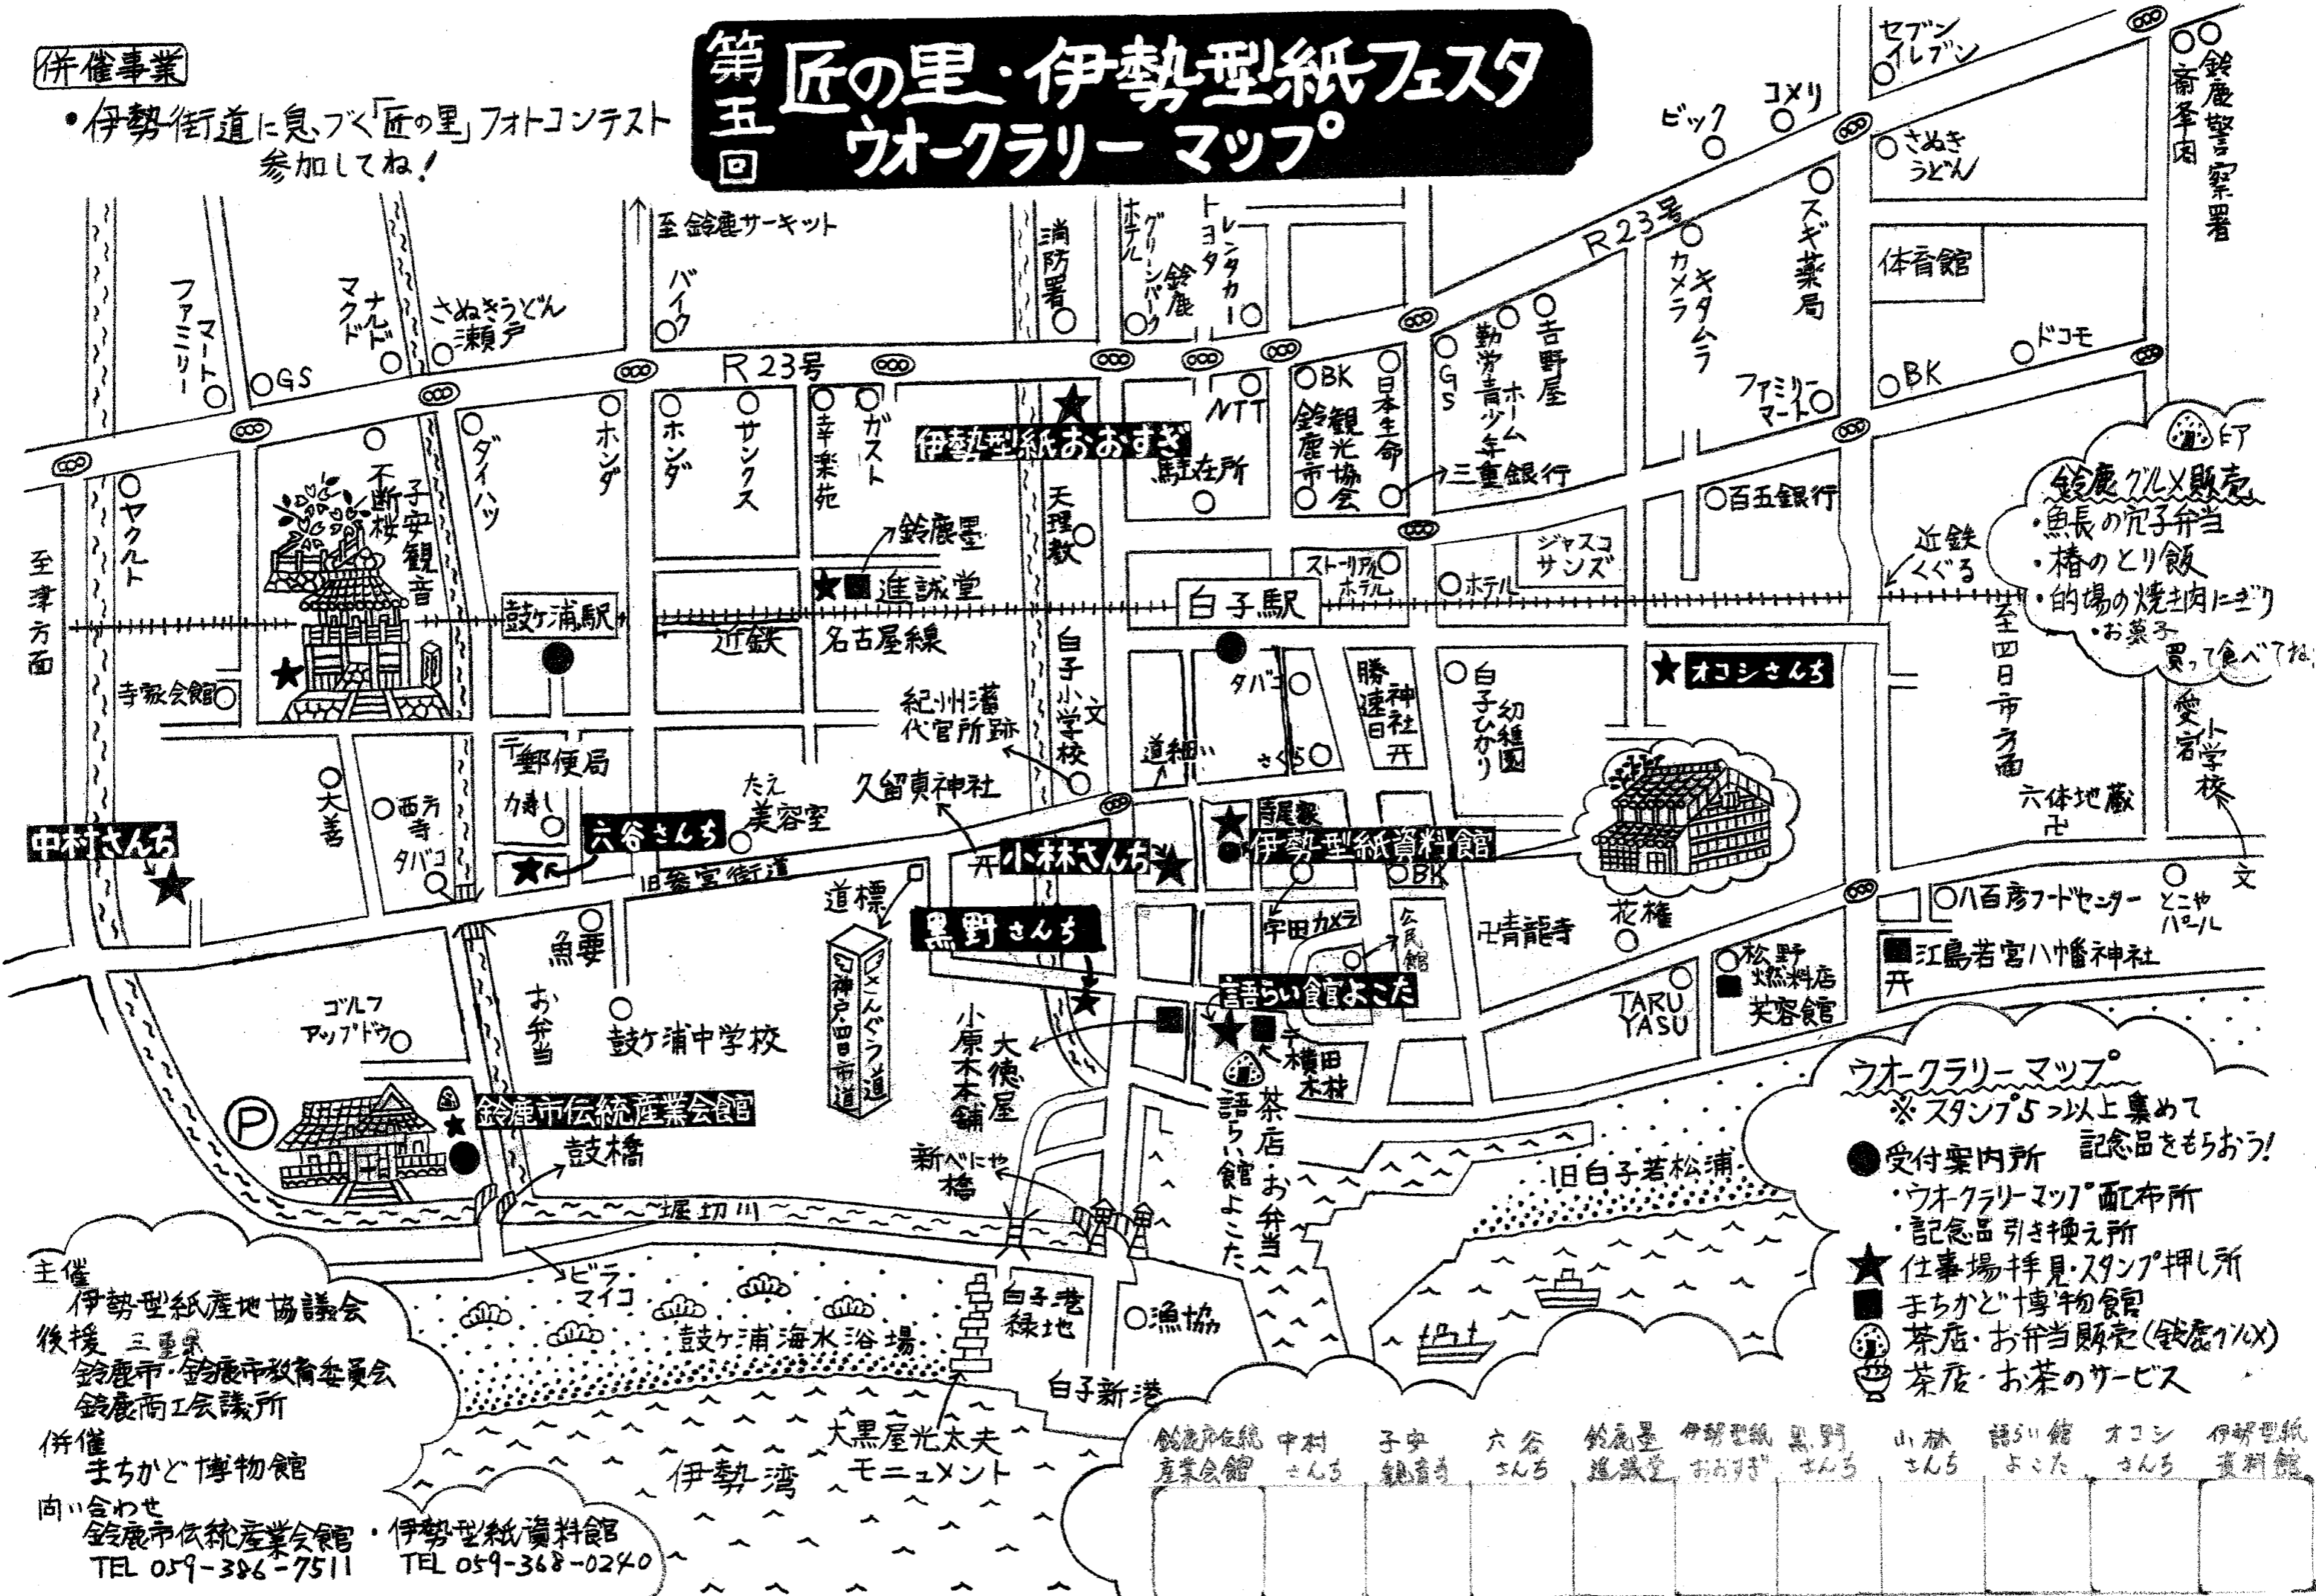 併催事業
・伊勢街道に息づく「匠の里」フォトコンテスト
参加してね！
第五回
匠の里・伊勢型紙フェスタ
ウオークラリー マップ
セブン
イレブン
鈴鹿警察署
斎奉閣
コメリ
ビック
さぬき
うどん
スギ薬局
体育館
R23号
カメラ
キタムラ
ドコモ
BK
ファミリー
マート
至鈴鹿サーキット
バイク
消防署
ホテル
グリーンパーク
鈴鹿
トヨタ
レンタカー
ファミリー
マート
GS
マクド
ナルド
さぬきうどん
瀬戸
R23号
NTT
BK
鈴鹿市
観光協会
日本生命
GS
勤労青少年
ホーム
吉野屋
三重銀行
百五銀行
ヤクルト
不断桜
子安観音
ダイハツ
ホンダ
ホンダ
サンクス
幸楽苑
ガスト
伊勢型紙おおすぎ
駐在所
天理教
鈴鹿墨
進誠堂
ストーリアル
ホテル
ホテル
ジャスコ
サンズ
近鉄
くぐる
鈴鹿グルメ販売
・魚長の穴子弁当
・椿のとり飯
・的場の焼き肉にぎり
・お菓子
買って食べてね
至津方面
鼓ヶ浦駅
近鉄
名古屋線
白子駅
至四日市方面
寺家会館
タバコ
勝速日
神社
白子ひかり
幼稚園
オコシさんち
愛宕
小学校
文
紀州藩
代官所跡
白子小学校
文
道細い
さくら
〒郵便局
力寿し
大善
西方寺
タバコ
たえ
美容室
久留真神社
六体地蔵
中村さんち
六谷さんち
小林さんち
寺尾家
伊勢型紙資料館
BK
旧参宮街道
道標
宇田カメラ
公民館
卍青龍寺
花権
八百彦フードセンター
とこや
パール
黒野さんち
魚要
お弁当
神戸・四日市道
さんぐう道
語らい館よこた
TARU
YASU
松野
燃料店
芙容館
江島若宮八幡神社
ゴルフ
アップドウ
鼓ヶ浦中学校
小原木本舗
大徳屋
〒
横田
木材
P
鈴鹿市伝統産業会館
鼓橋
茶店・お弁当
語らい館よこた
新べにや
橋
旧白子若松浦
堀切川
ビラ・
マイコ
鼓ヶ浦海水浴場
白子港
緑地
漁協
白子新港
大黒屋光太夫
モニュメント
伊勢湾
ウオークラリーマップ
※スタンプ5つ以上集めて
記念品をもらおう！
●受付案内所
・ウオークラリーマップ配布所
・記念品引き換え所
★仕事場拝見・スタンプ押し所
■まちかど博物館
茶店・お弁当販売（鈴鹿グルメ）
茶店・お茶のサービス
主催
伊勢型紙産地協議会
後援 三重県
鈴鹿市・鈴鹿市教育委員会
鈴鹿商工会議所
併催
まちかど博物館
問い合わせ
鈴鹿市伝統産業会館・伊勢型紙資料館
TEL 059-386-7511 TEL 059-368-0240
鈴鹿市伝統
産業会館
中村
さんち
子安
観音寺
六谷
さんち
鈴鹿墨
進誠堂
伊勢型紙
おおすぎ
黒野
さんち
小林
さんち
語らい館
よこた
オコシ
さんち
伊勢型紙
資料館